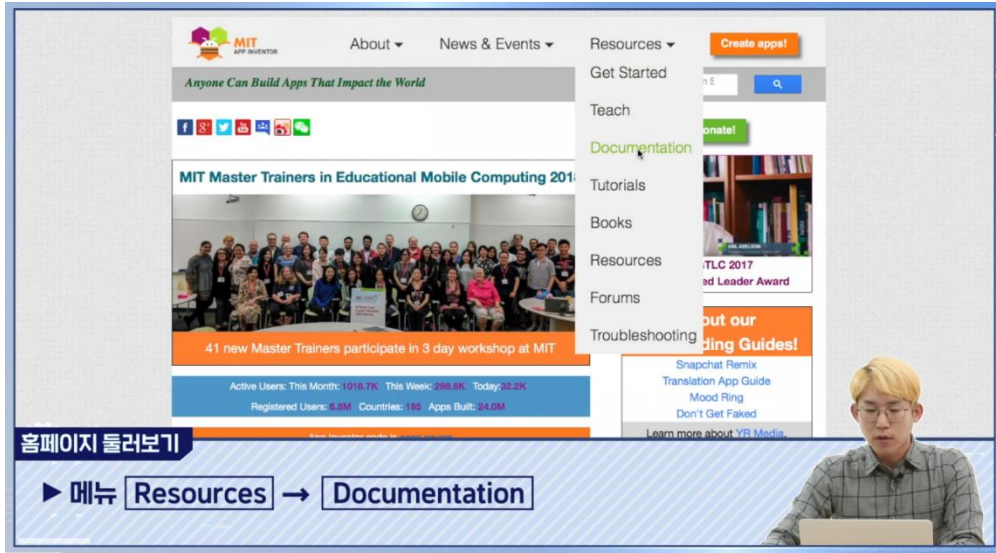 MIT
APP INVENTOR
About
News & Events
Resources
Create apps!
Anyone Can Build Apps That Impact the World
Get Started
Teach
Documentation
Tutorials
Books
Resources
Forums
Troubleshooting
MIT Master Trainers in Educational Mobile Computing 201
41 new Master Trainers participate in 3 day workshop at MIT
Active Users: This Month: 1018.7K This Week: 298.8K Today: 32.2K
Registered Users: 6.8M Countries: 195 Apps Built: 24.0M
onate!
HAL ABELSON
TLC 2017
ed Leader Award
out our
ding Guides!
Snapchat Remix
Translation App Guide
Mood Ring
Don't Get Faked
Learn more about YR Media.
홈페이지 둘러보기
▶ 메뉴 Resources → Documentation